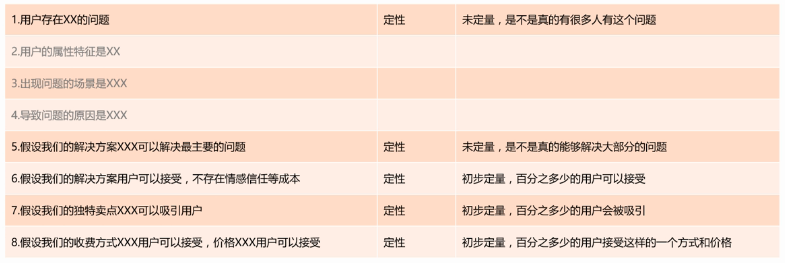 1.用户存在XX的问题 定性 未定量，是不是真的有很多人有这个问题
2.用户的属性特征是XX
3.出现问题的场景是XXX
4.导致问题的原因是XXX
5.假设我们的解决方案XXX可以解决最主要的问题 定性 未定量，是不是真的能够解决大部分的问题
6.假设我们的解决方案用户可以接受，不存在情感信任等成本 定性 初步定量，百分之多少的用户可以接受
7.假设我们的独特卖点XXX可以吸引用户 定性 初步定量，百分之多少的用户会被吸引
8.假设我们的收费方式XXX用户可以接受，价格XXX用户可以接受 定性 初步定量，百分之多少的用户接受这样的一个方式和价格